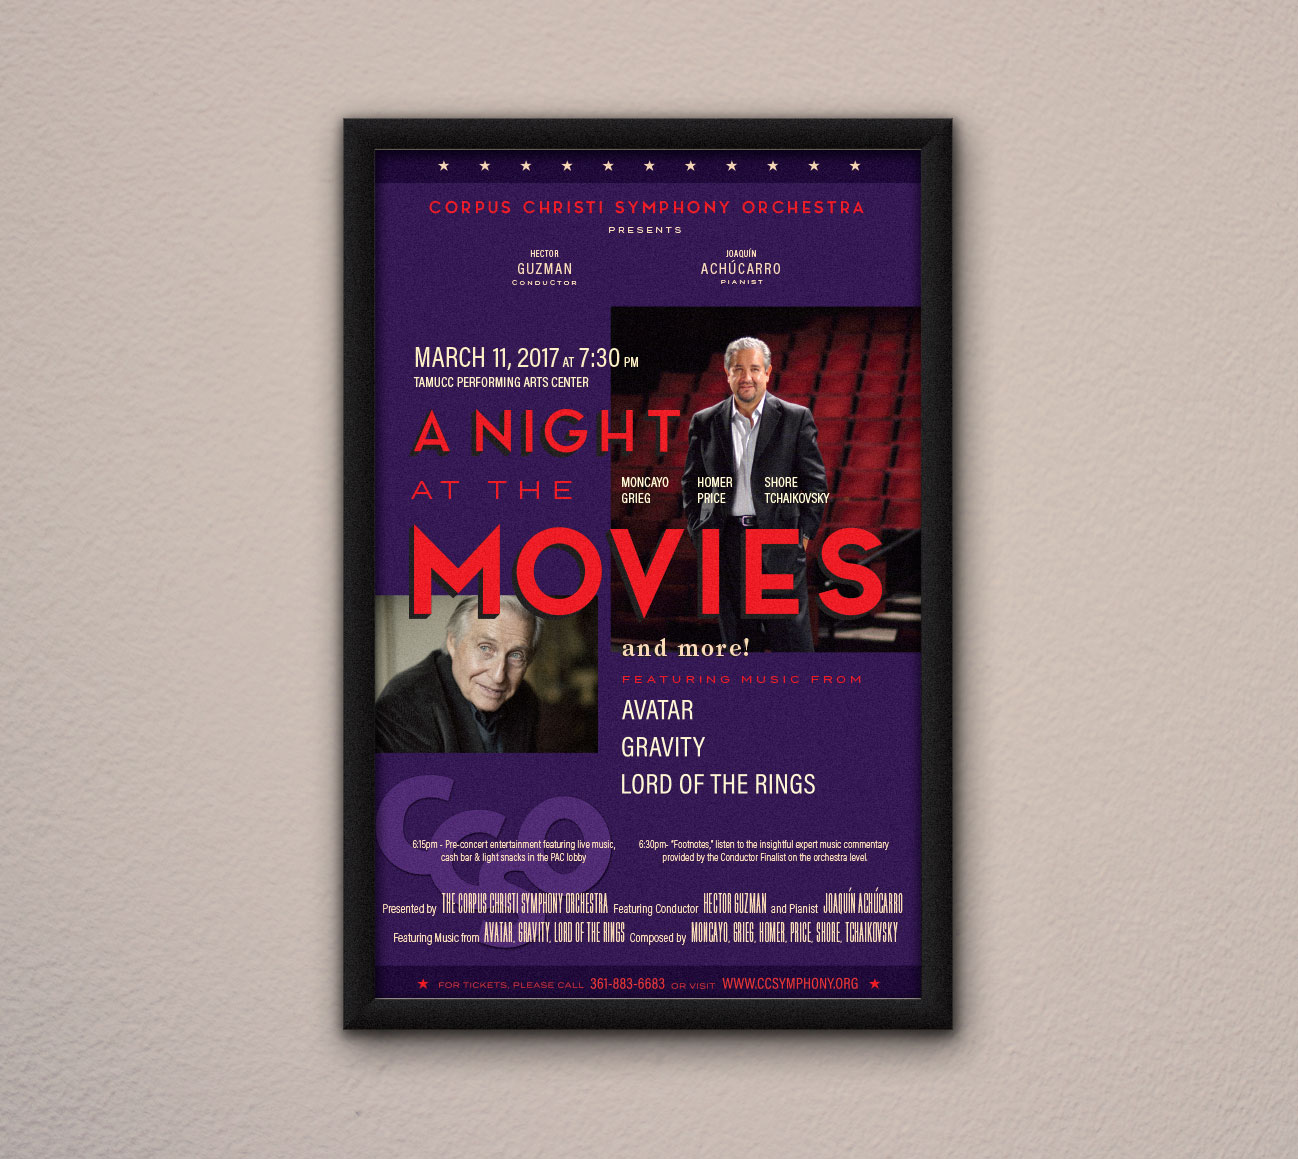 CORPUS CHRISTI SYMPHONY ORCHESTRA
PRESENTS
HECTOR
GUZMAN
CONDUCTOR
JOAQUÍN
ACHÚCARRO
PIANIST
MARCH 11, 2017 AT 7:30 PM
TAMUCC PERFORMING ARTS CENTER
A NIGHT
AT THE
MONCAYO HOMER SHORE
GRIEG PRICE TCHAIKOVSKY
MOVIES
and more!
FEATURING MUSIC FROM
AVATAR
GRAVITY
LORD OF THE RINGS
CCSO
6:15pm - Pre-concert entertainment featuring live music,
cash bar & light snacks in the PAC lobby
6:30pm- "Footnotes," listen to the insightful expert music commentary
provided by the Conductor Finalist on the orchestra level.
Presented by THE CORPUS CHRISTI SYMPHONY ORCHESTRA Featuring Conductor HECTOR GUZMAN and Pianist JOAQUÍN ACHÚCARRO
Featuring Music from AVATAR, GRAVITY, LORD OF THE RINGS Composed by MONCAYO, GRIEG, HOMER, PRICE, SHORE, TCHAIKOVSKY
FOR TICKETS, PLEASE CALL 361-883-6683 OR VISIT WWW.CCSYMPHONY.ORG